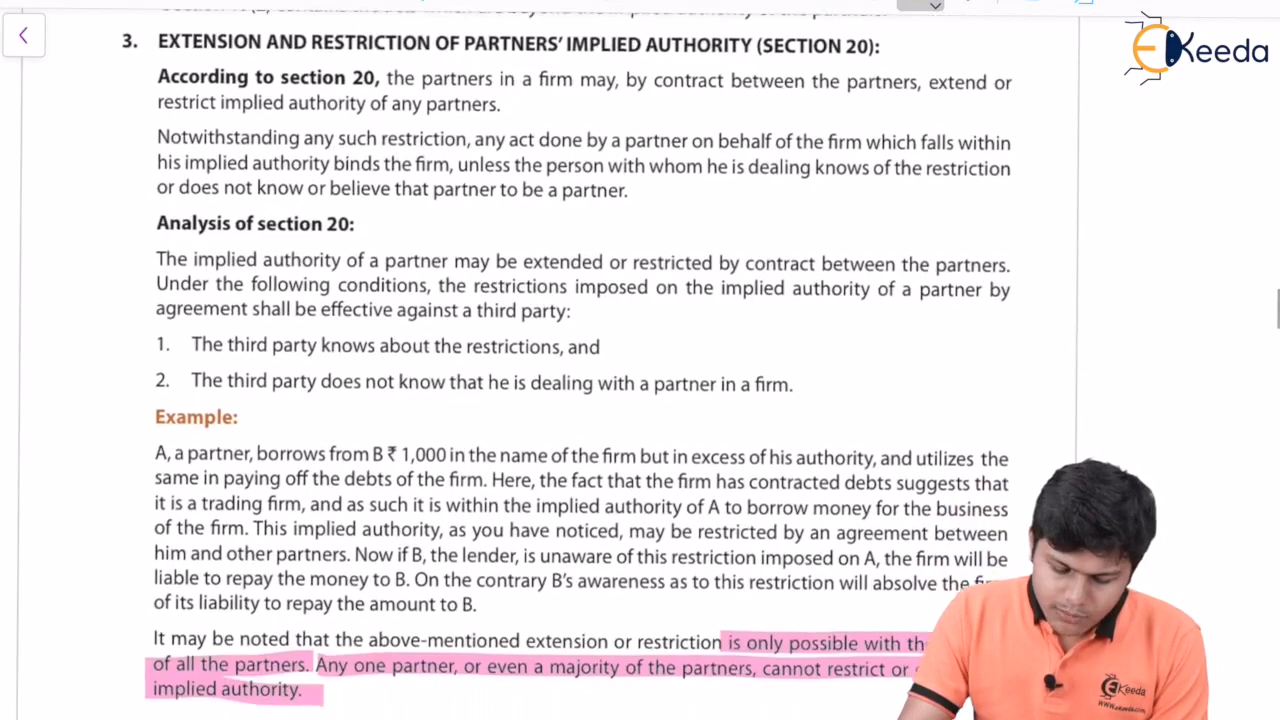 EKeeda
3. EXTENSION AND RESTRICTION OF PARTNERS' IMPLIED AUTHORITY (SECTION 20):
According to section 20, the partners in a firm may, by contract between the partners, extend or
restrict implied authority of any partners.
Notwithstanding any such restriction, any act done by a partner on behalf of the firm which falls within
his implied authority binds the firm, unless the person with whom he is dealing knows of the restriction
or does not know or believe that partner to be a partner.
Analysis of section 20:
The implied authority of a partner may be extended or restricted by contract between the partners.
Under the following conditions, the restrictions imposed on the implied authority of a partner by
agreement shall be effective against a third party:
1. The third party knows about the restrictions, and
2. The third party does not know that he is dealing with a partner in a firm.
Example:
A, a partner, borrows from B ₹ 1,000 in the name of the firm but in excess of his authority, and utilizes the
same in paying off the debts of the firm. Here, the fact that the firm has contracted debts suggests that
it is a trading firm, and as such it is within the implied authority of A to borrow money for the business
of the firm. This implied authority, as you have noticed, may be restricted by an agreement between
him and other partners. Now if B, the lender, is unaware of this restriction imposed on A, the firm will be
liable to repay the money to B. On the contrary B's awareness as to this restriction will absolve the
of its liability to repay the amount to B.
It may be noted that the above-mentioned extension or restriction is only possible with
of all the partners. Any one partner, or even a majority of the partners, cannot restrict or
implied authority.
EKeeda
www.ekeeda.com